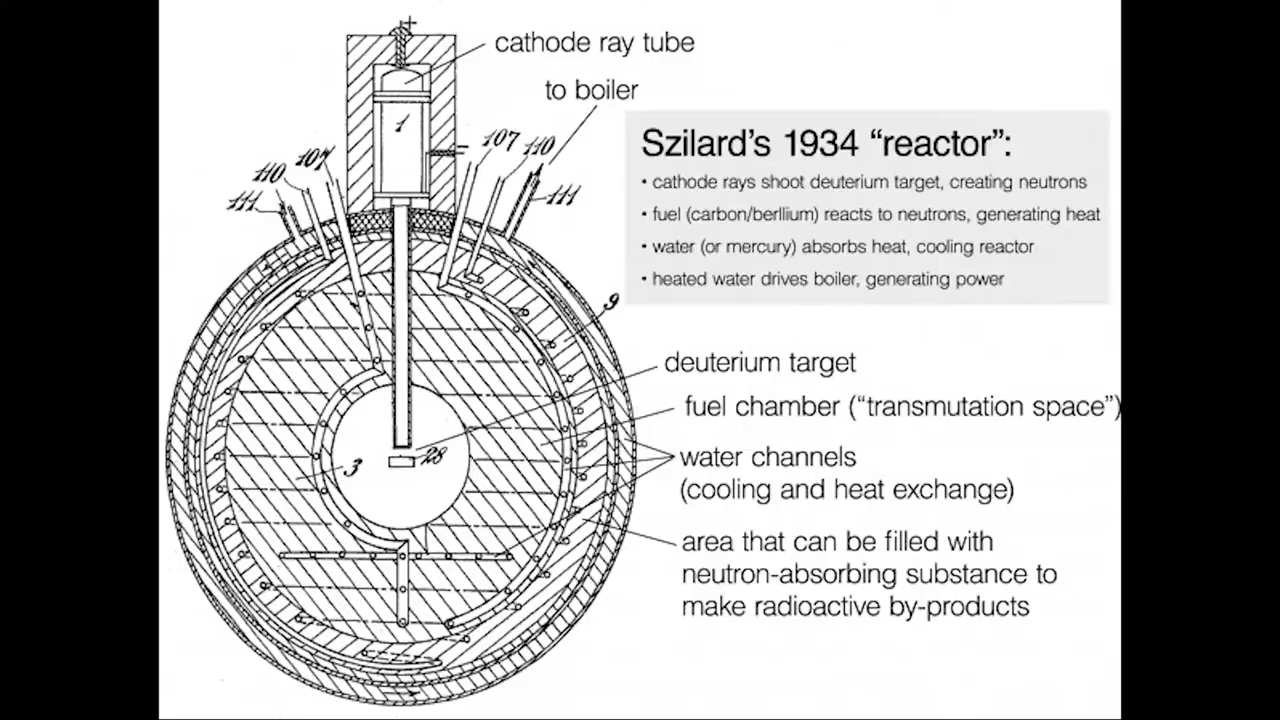 +
cathode ray tube
to boiler
1
107
110
107
110
111
111
Szilard's 1934 “reactor”:
• cathode rays shoot deuterium target, creating neutrons
• fuel (carbon/berllium) reacts to neutrons, generating heat
• water (or mercury) absorbs heat, cooling reactor
• heated water drives boiler, generating power
9
deuterium target
fuel chamber (“transmutation space”)
28
3
water channels
(cooling and heat exchange)
area that can be filled with
neutron-absorbing substance to
make radioactive by-products